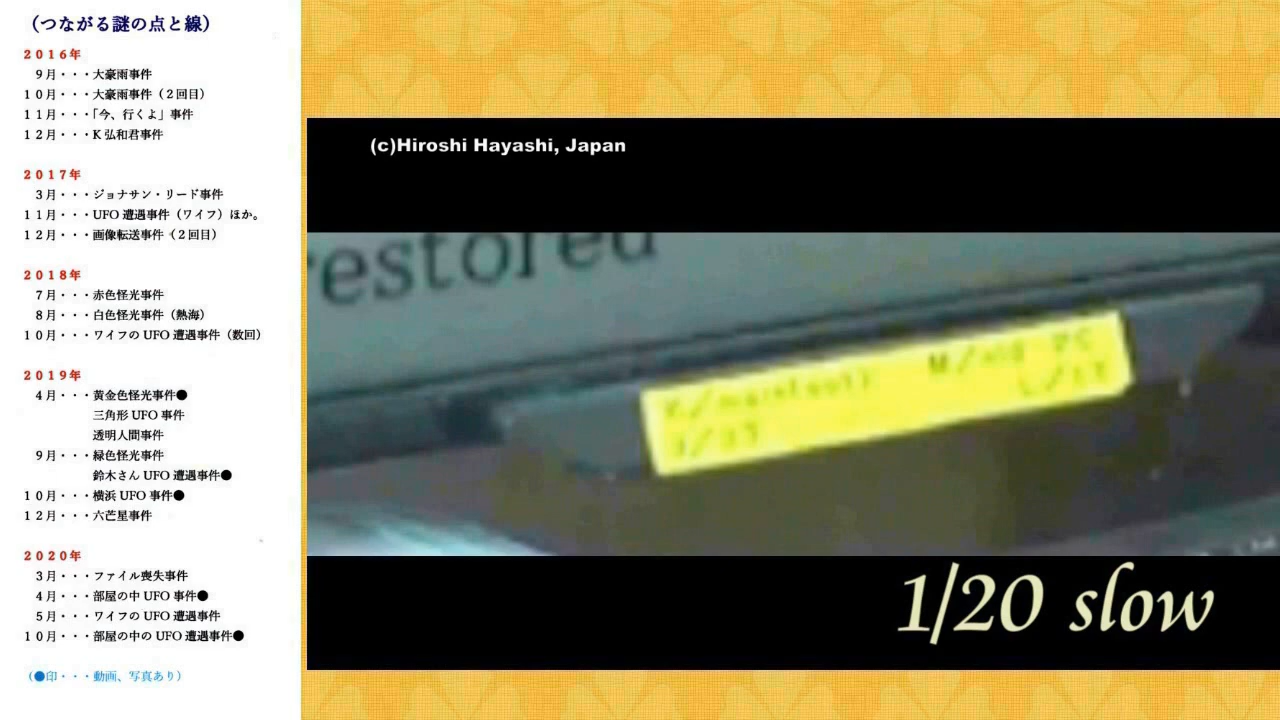 （つながる謎の点と線）
２０１６年
９月・・・大豪雨事件
１０月・・・大豪雨事件（２回目）
１１月・・・「今、行くよ」事件
１２月・・・K 弘和君事件
２０１７年
３月・・・ジョナサン・リード事件
１１月・・・UFO 遭遇事件（ワイフ）ほか。
１２月・・・画像転送事件（２回目）
２０１８年
７月・・・赤色怪光事件
８月・・・白色怪光事件（熱海）
１０月・・・ワイフの UFO 遭遇事件（数回）
２０１９年
４月・・・黄金色怪光事件●
三角形 UFO 事件
透明人間事件
９月・・・緑色怪光事件
鈴木さん UFO 遭遇事件●
１０月・・・横浜 UFO 事件●
１２月・・・六芒星事件
２０２０年
３月・・・ファイル喪失事件
４月・・・部屋の中 UFO 事件●
５月・・・ワイフの UFO 遭遇事件
１０月・・・部屋の中の UFO 遭遇事件●
（●印・・・動画、写真あり）
(c)Hiroshi Hayashi, Japan
restored
1/20 slow